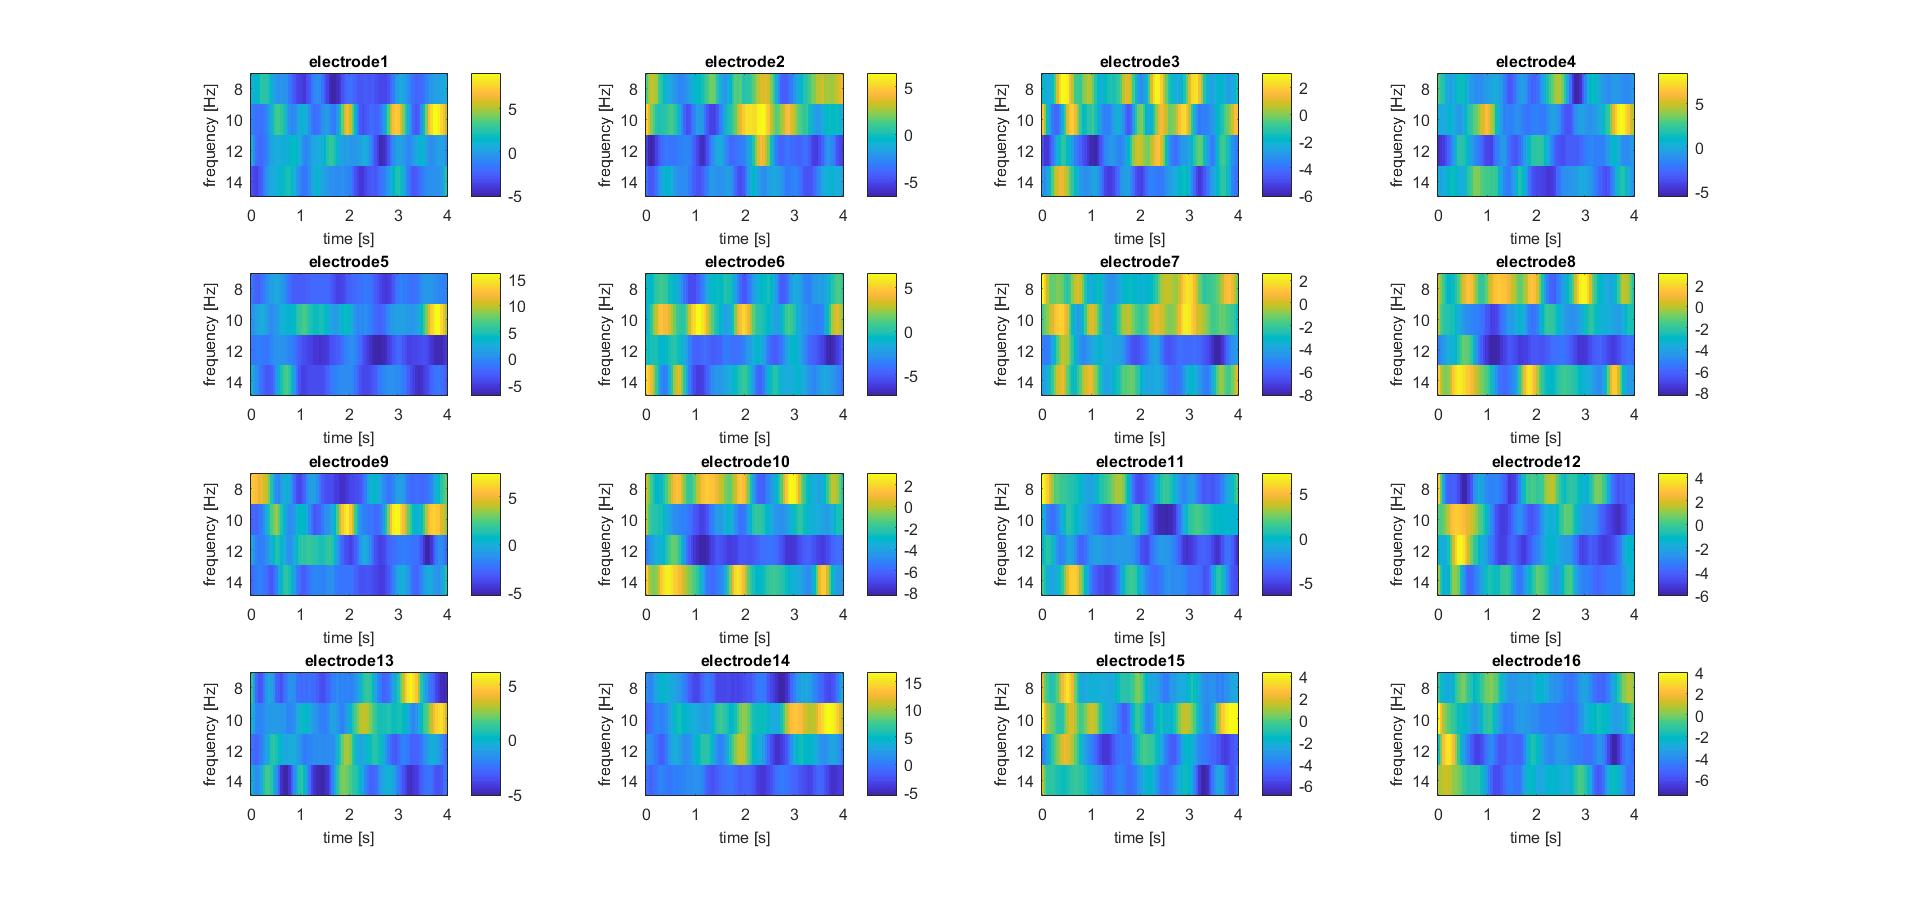 electrode1 electrode2 electrode3 electrode4
frequency [Hz] 8 10 12 14 5 0 -5
frequency [Hz] 8 10 12 14 5 0 -5
frequency [Hz] 8 10 12 14 2 0 -2 -4 -6
frequency [Hz] 8 10 12 14 5 0 -5
0 1 2 3 4 0 1 2 3 4 0 1 2 3 4 0 1 2 3 4
time [s] time [s] time [s] time [s]
electrode5 electrode6 electrode7 electrode8
frequency [Hz] 8 10 12 14 15 10 5 0 -5
frequency [Hz] 8 10 12 14 5 0 -5
frequency [Hz] 8 10 12 14 2 0 -2 -4 -6 -8
frequency [Hz] 8 10 12 14 2 0 -2 -4 -6 -8
0 1 2 3 4 0 1 2 3 4 0 1 2 3 4 0 1 2 3 4
time [s] time [s] time [s] time [s]
electrode9 electrode10 electrode11 electrode12
frequency [Hz] 8 10 12 14 5 0 -5
frequency [Hz] 8 10 12 14 2 0 -2 -4 -6 -8
frequency [Hz] 8 10 12 14 5 0 -5
frequency [Hz] 8 10 12 14 4 2 0 -2 -4 -6
0 1 2 3 4 0 1 2 3 4 0 1 2 3 4 0 1 2 3 4
time [s] time [s] time [s] time [s]
electrode13 electrode14 electrode15 electrode16
frequency [Hz] 8 10 12 14 5 0 -5
frequency [Hz] 8 10 12 14 15 10 5 0 -5
frequency [Hz] 8 10 12 14 4 2 0 -2 -4 -6
frequency [Hz] 8 10 12 14 4 2 0 -2 -4 -6
0 1 2 3 4 0 1 2 3 4 0 1 2 3 4 0 1 2 3 4
time [s] time [s] time [s] time [s]